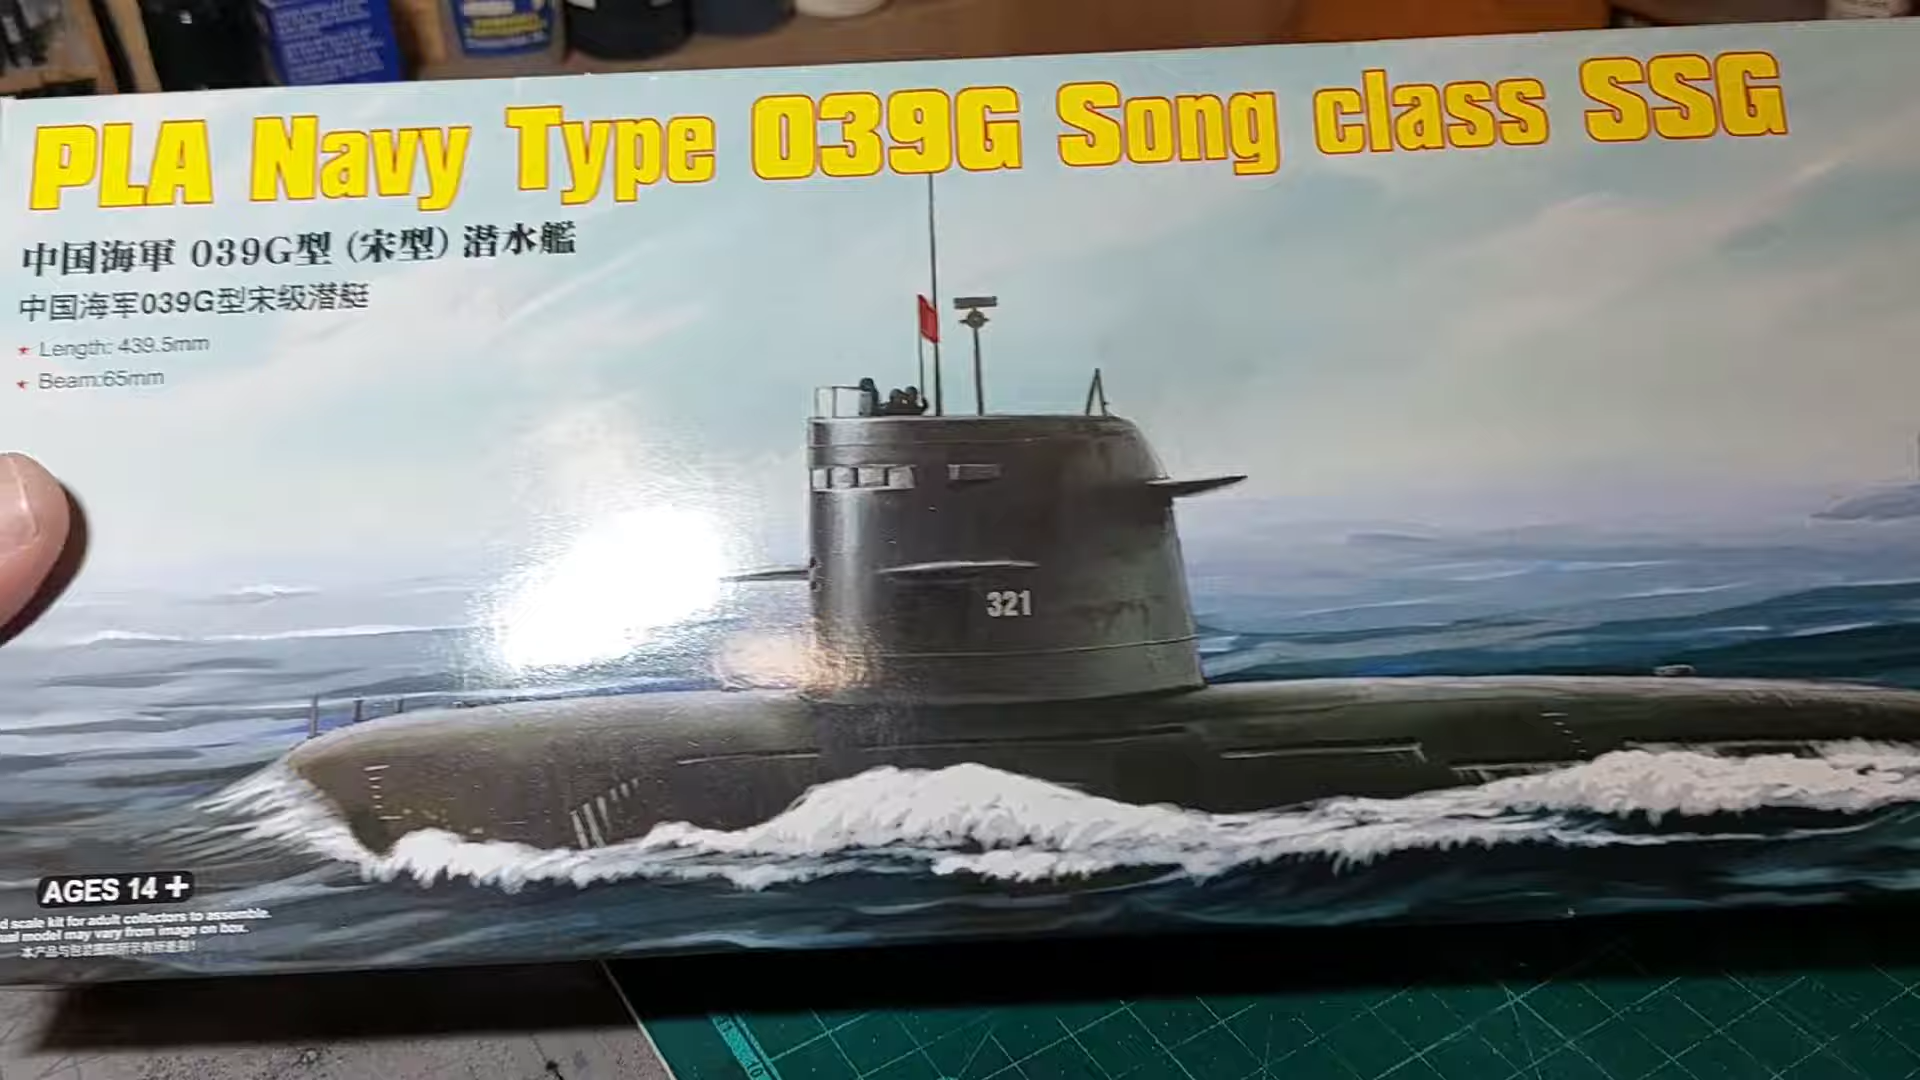 PLA Navy Type 039G Song class SSG
中国海軍 039G型 (宋型) 潜水艦
中国海军039G型宋级潜艇
★ Length: 439.5mm
★ Beam:65mm
321
AGES 14 +
scale kit for adult collectors to assemble.
model may vary from image on box.